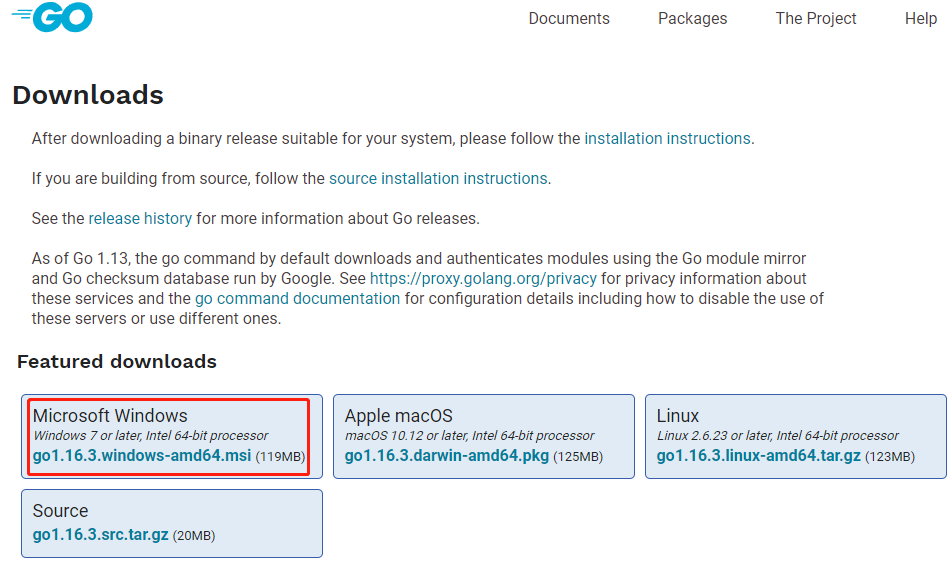 GO
Documents Packages The Project Help
Downloads
After downloading a binary release suitable for your system, please follow the installation instructions.
If you are building from source, follow the source installation instructions.
See the release history for more information about Go releases.
As of Go 1.13, the go command by default downloads and authenticates modules using the Go module mirror
and Go checksum database run by Google. See https://proxy.golang.org/privacy for privacy information about
these services and the go command documentation for configuration details including how to disable the use of
these servers or use different ones.
Featured downloads
Microsoft Windows
Windows 7 or later, Intel 64-bit processor
go1.16.3.windows-amd64.msi (119MB)
Apple macOS
macOS 10.12 or later, Intel 64-bit processor
go1.16.3.darwin-amd64.pkg (125MB)
Linux
Linux 2.6.23 or later, Intel 64-bit processor
go1.16.3.linux-amd64.tar.gz (123MB)
Source
go1.16.3.src.tar.gz (20MB)